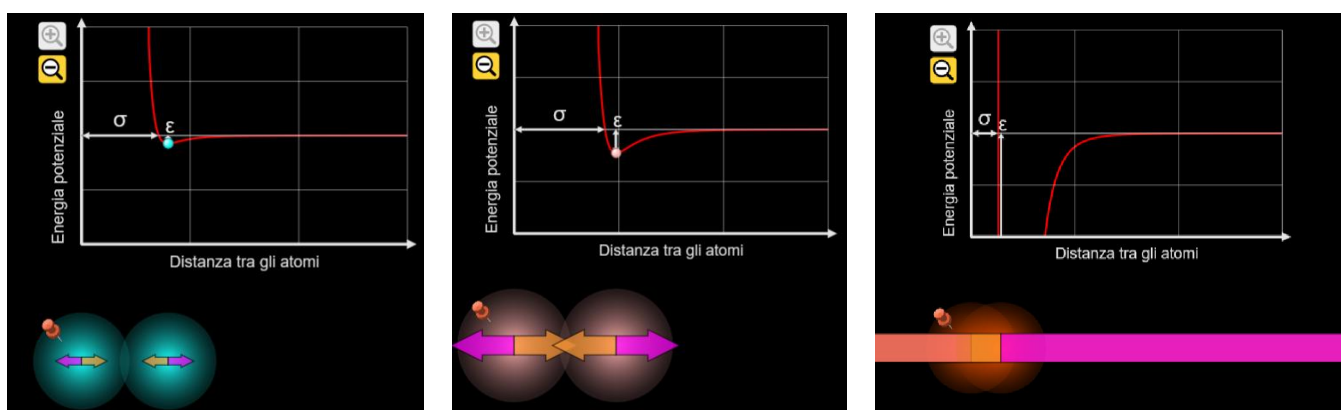 σ
ε
Energia potenziale
Distanza tra gli atomi
σ
ε
Energia potenziale
Distanza tra gli atomi
σ
ε
Energia potenziale
Distanza tra gli atomi